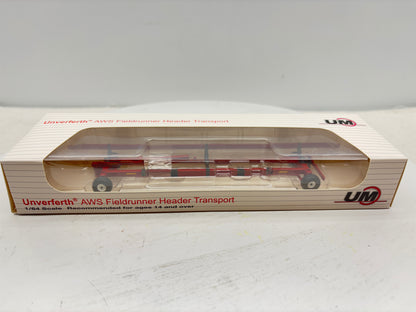 Unverferth® AWS Fieldrunner Header Transport
UM
Unverferth® AWS Fieldrunner Header Transport
1/64 Scale Recommended for ages 14 and over
UM